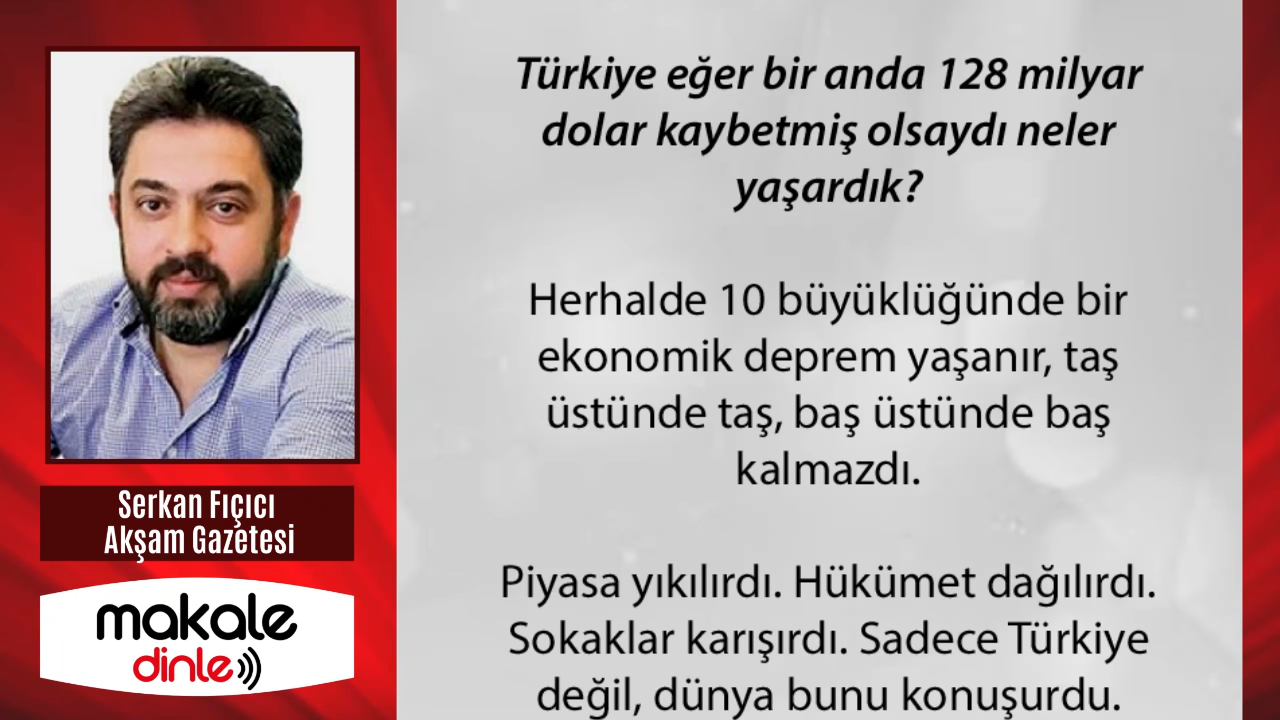 Türkiye eğer bir anda 128 milyar
dolar kaybetmiş olsaydı neler
yaşardık?
Herhalde 10 büyüklüğünde bir
ekonomik deprem yaşanır, taş
üstünde taş, baş üstünde baş
kalmazdı.
Piyasa yıkılırdı. Hükümet dağılırdı.
Sokaklar karışırdı. Sadece Türkiye
değil, dünya bunu konuşurdu.
Serkan Fıçıcı
Akşam Gazetesi
makale
dinle